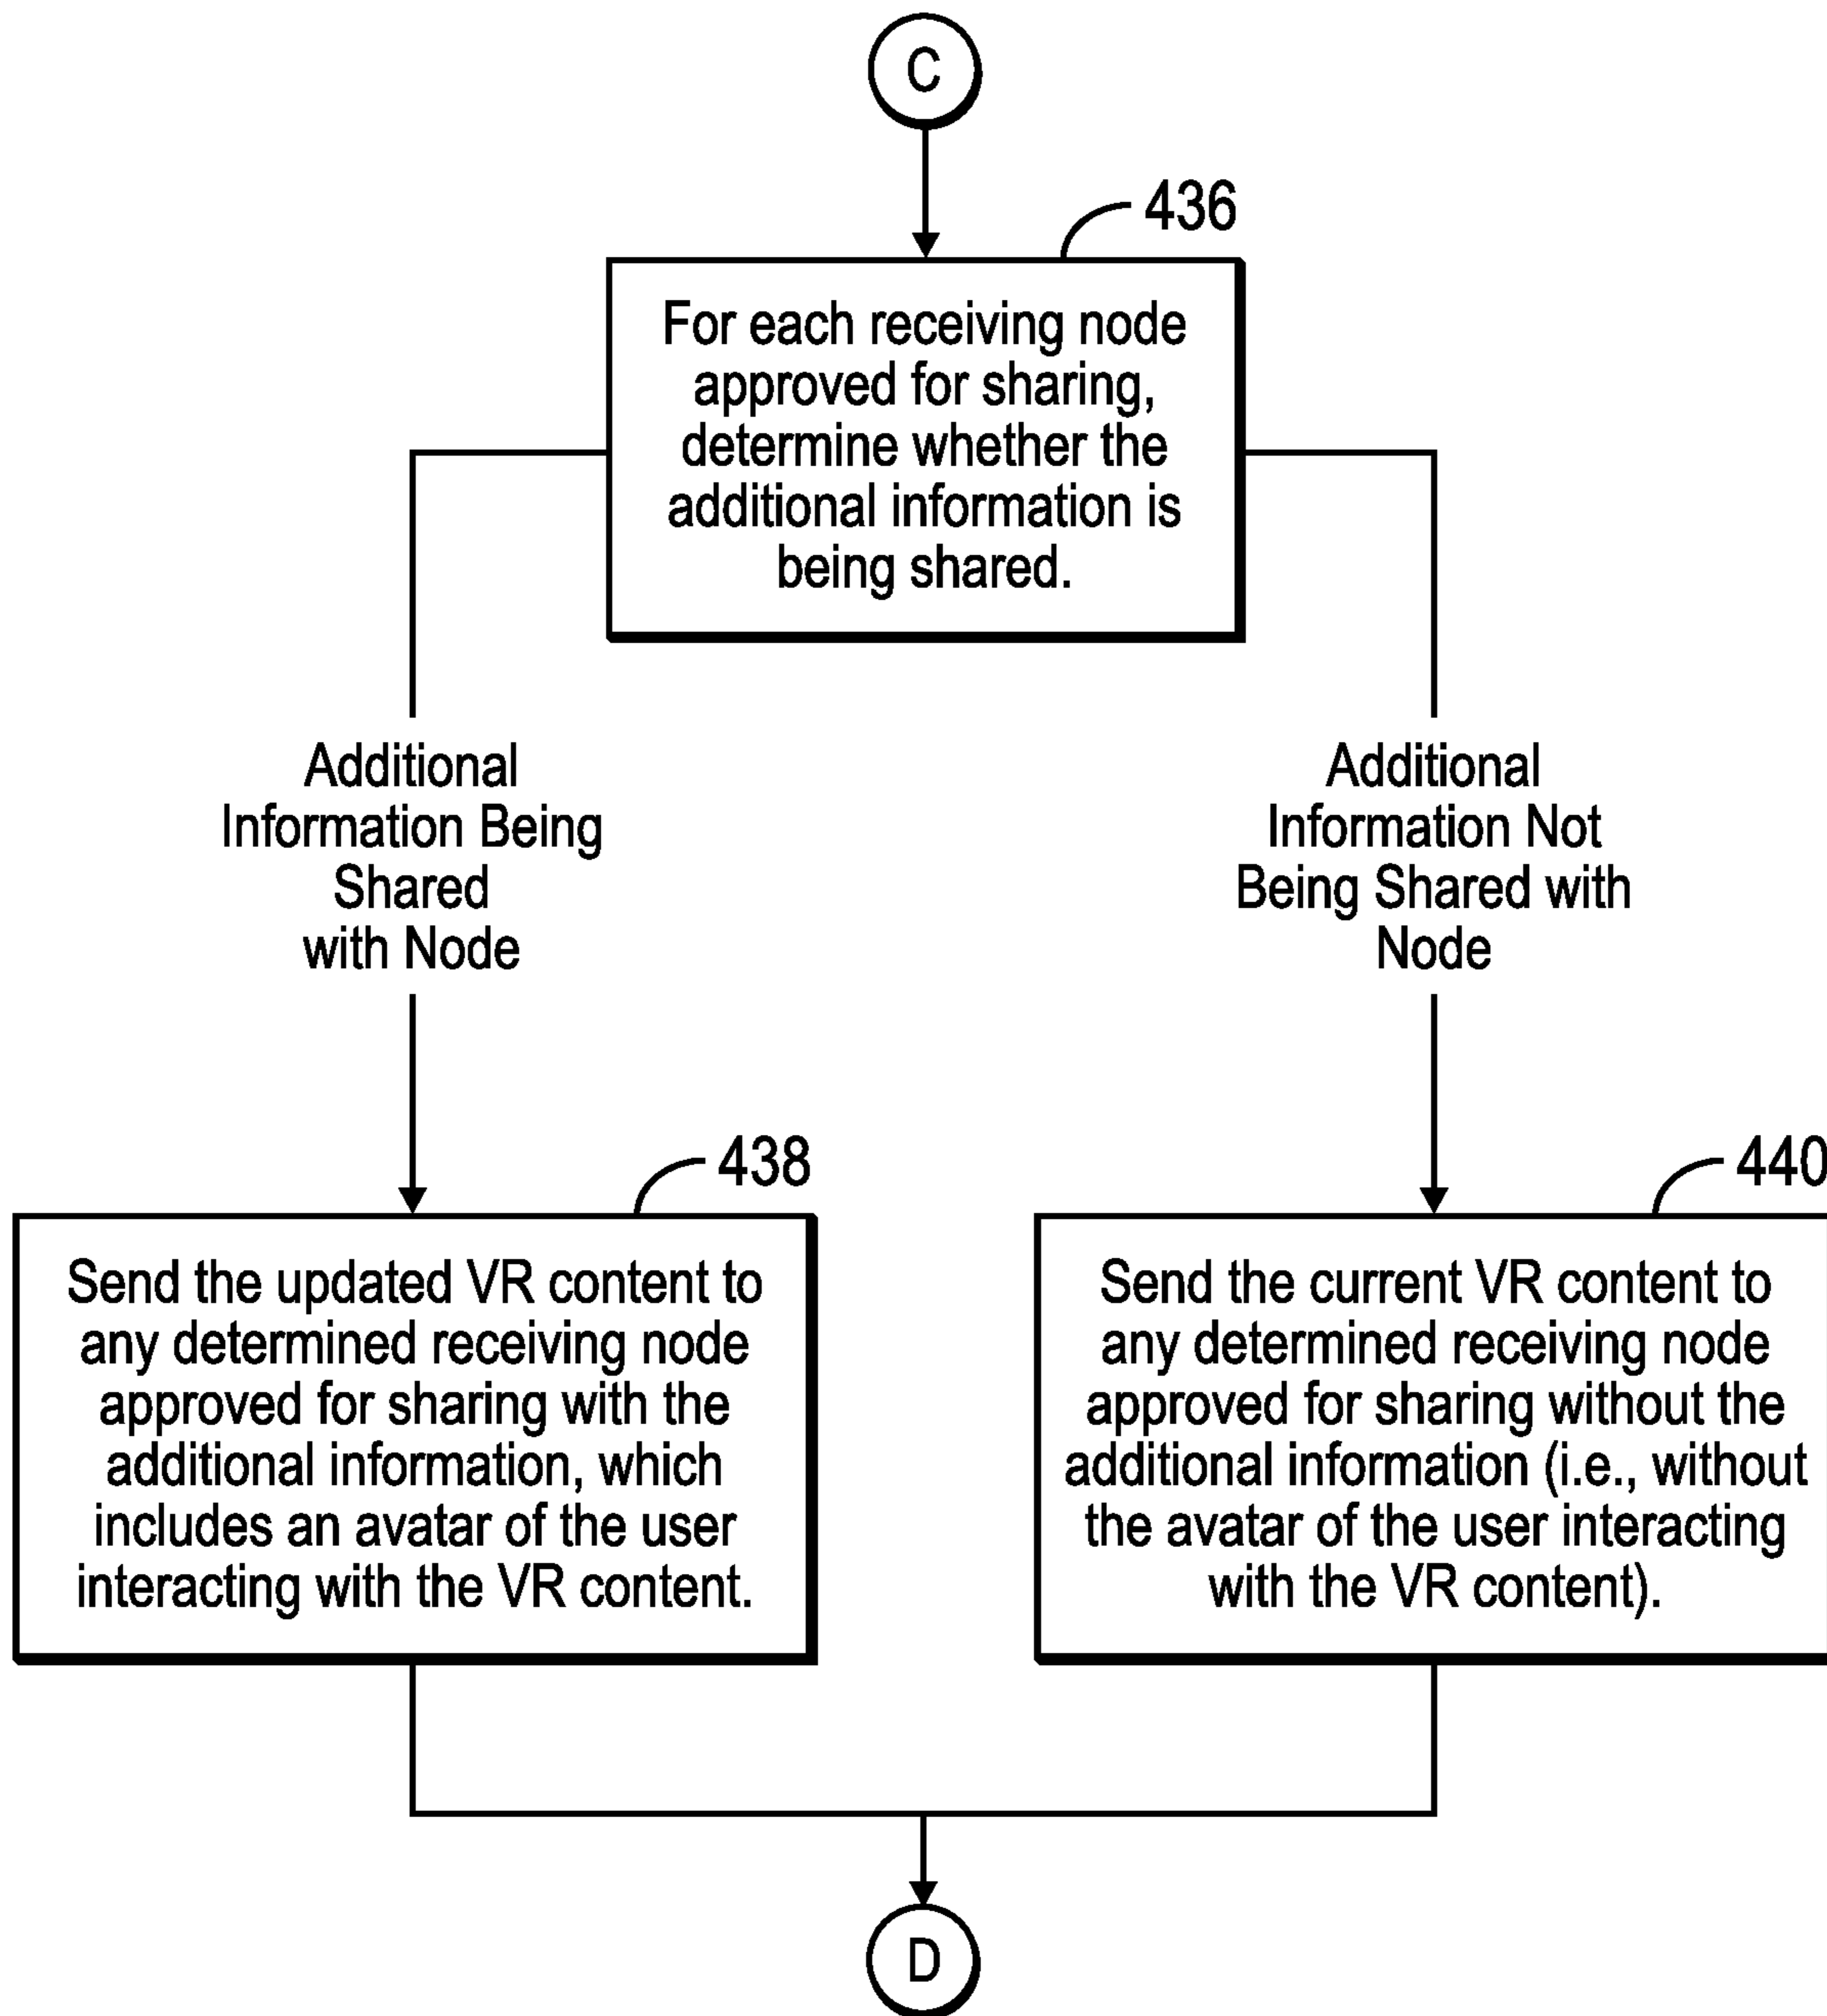 C
436
For each receiving node
approved for sharing,
determine whether the
additional information is
being shared.
Additional
Information Being
Shared
with Node
Additional
Information Not
Being Shared with
Node
438
Send the updated VR content to
any determined receiving node
approved for sharing with the
additional information, which
includes an avatar of the user
interacting with the VR content.
440
Send the current VR content to
any determined receiving node
approved for sharing without the
additional information (i.e., without
the avatar of the user interacting
with the VR content).
D